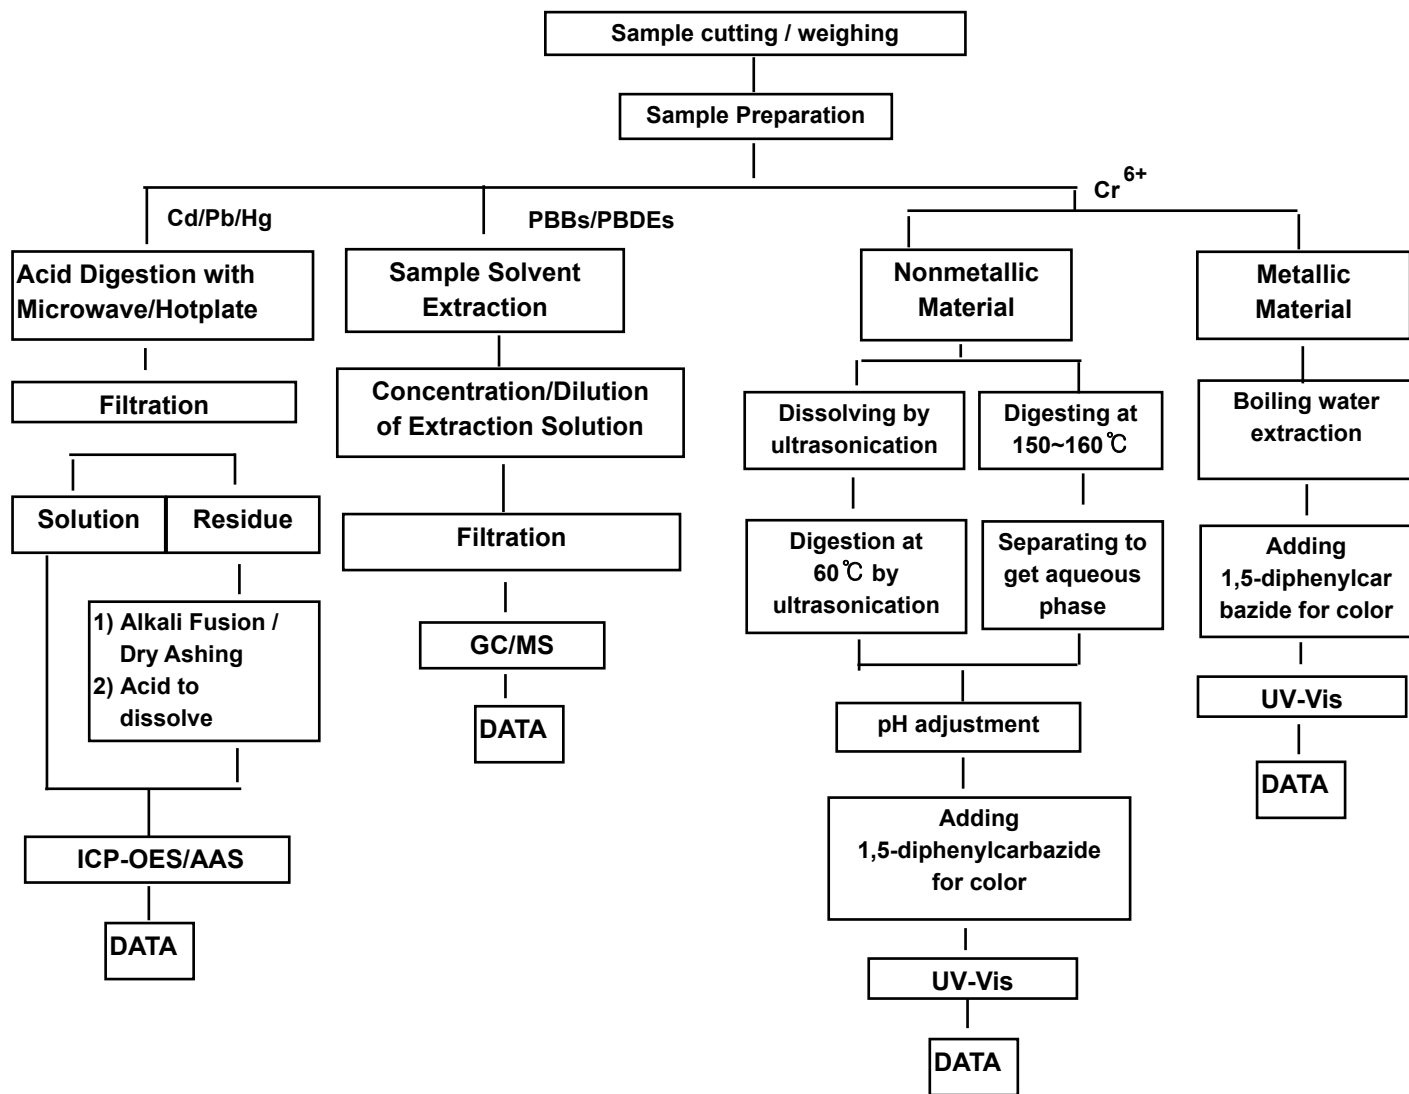 Sample cutting / weighing
Sample Preparation
Cd/Pb/Hg
PBBs/PBDEs
Cr 6+
Acid Digestion with
Microwave/Hotplate
Filtration
Solution
Residue
1) Alkali Fusion /
Dry Ashing
2) Acid to
dissolve
ICP-OES/AAS
DATA
Sample Solvent
Extraction
Concentration/Dilution
of Extraction Solution
Filtration
GC/MS
DATA
Nonmetallic
Material
Dissolving by
ultrasonication
Digestion at
60℃ by
ultrasonication
Digesting at
150~160℃
Separating to
get aqueous
phase
pH adjustment
Adding
1,5-diphenylcarbazide
for color
UV-Vis
DATA
Metallic
Material
Boiling water
extraction
Adding
1,5-diphenylcar
bazide for color
UV-Vis
DATA